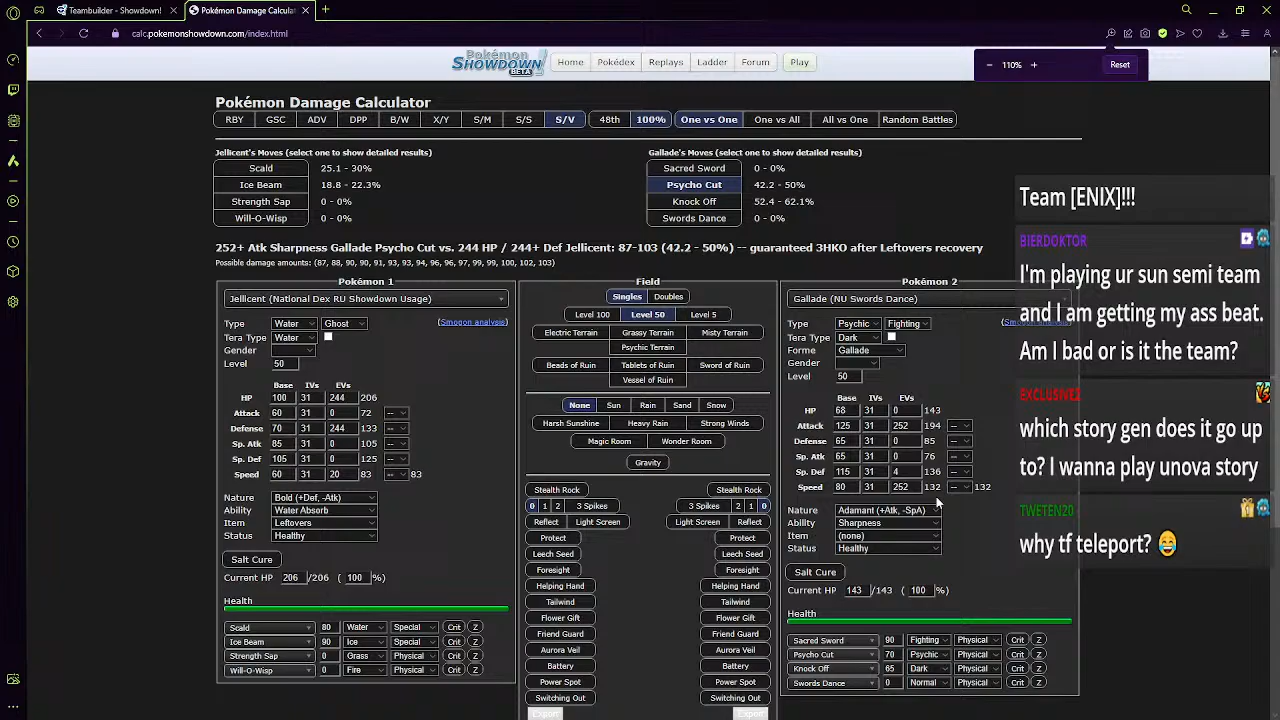 Teambuilder - Showdown!
Pokémon Damage Calculat
calc.pokemonshowdown.com/index.html
110%
Reset
Pokémon
SHOWDOWN!
BETA
Home
Pokédex
Replays
Ladder
Forum
Play
Pokémon Damage Calculator
RBY GSC ADV DPP B/W X/Y S/M S/S S/V 48th 100% One vs One One vs All All vs One Random Battles
Jellicent's Moves (select one to show detailed results)
Scald 25.1 - 30%
Ice Beam 18.8 - 22.3%
Strength Sap 0 - 0%
Will-O-Wisp 0 - 0%
Gallade's Moves (select one to show detailed results)
Sacred Sword 0 - 0%
Psycho Cut 42.2 - 50%
Knock Off 52.4 - 62.1%
Swords Dance 0 - 0%
252+ Atk Sharpness Gallade Psycho Cut vs. 244 HP / 244+ Def Jellicent: 87-103 (42.2 - 50%) -- guaranteed 3HKO after Leftovers recovery
Possible damage amounts: (87, 88, 90, 90, 91, 93, 93, 94, 96, 96, 97, 99, 99, 100, 102, 103)
Pokémon 1
Jellicent (National Dex RU Showdown Usage)
Type Water Ghost (Smogon analysis)
Tera Type Water
Gender
Level 50
Base IVs EVs
HP 100 31 244 206
Attack 60 31 0 72 --
Defense 70 31 244 133 --
Sp. Atk 85 31 0 105 --
Sp. Def 105 31 0 125 --
Speed 60 31 20 83 -- 83
Nature Bold (+Def, -Atk)
Ability Water Absorb
Item Leftovers
Status Healthy
Salt Cure
Current HP 206 /206 ( 100 %)
Health
Scald 80 Water Special Crit Z
Ice Beam 90 Ice Special Crit Z
Strength Sap 0 Grass Physical Crit Z
Will-O-Wisp 0 Fire Physical Crit Z
Field
Singles Doubles
Level 100 Level 50 Level 5
Electric Terrain Grassy Terrain Misty Terrain
Psychic Terrain
Beads of Ruin Tablets of Ruin Sword of Ruin
Vessel of Ruin
None Sun Rain Sand Snow
Harsh Sunshine Heavy Rain Strong Winds
Magic Room Wonder Room
Gravity
Stealth Rock Stealth Rock
0 1 2 3 Spikes 3 Spikes 2 1 0
Reflect Light Screen Light Screen Reflect
Protect Protect
Leech Seed Leech Seed
Foresight Foresight
Helping Hand Helping Hand
Tailwind Tailwind
Flower Gift Flower Gift
Friend Guard Friend Guard
Aurora Veil Aurora Veil
Battery Battery
Power Spot Power Spot
Switching Out Switching Out
Export Export
Pokémon 2
Gallade (NU Swords Dance)
Type Psychic Fighting
Tera Type Dark
Forme Gallade
Gender
Level 50
Base IVs EVs
HP 68 31 0 143
Attack 125 31 252 194 --
Defense 65 31 0 85 --
Sp. Atk 65 31 0 76 --
Sp. Def 115 31 4 136 --
Speed 80 31 252 132 -- 132
Nature Adamant (+Atk, -SpA)
Ability Sharpness
Item (none)
Status Healthy
Salt Cure
Current HP 143 /143 ( 100 %)
Health
Sacred Sword 90 Fighting Physical Crit Z
Psycho Cut 70 Psychic Physical Crit Z
Knock Off 65 Dark Physical Crit Z
Swords Dance 0 Normal Physical Crit Z
Team [ENIX]!!!
BIERDOKTOR
I'm playing ur sun semi team
and I am getting my ass beat.
Am I bad or is it the team?
EXCLUSIVEZ
which story gen does it go up
to? I wanna play unova story
TWETEN20
why tf teleport? 😂